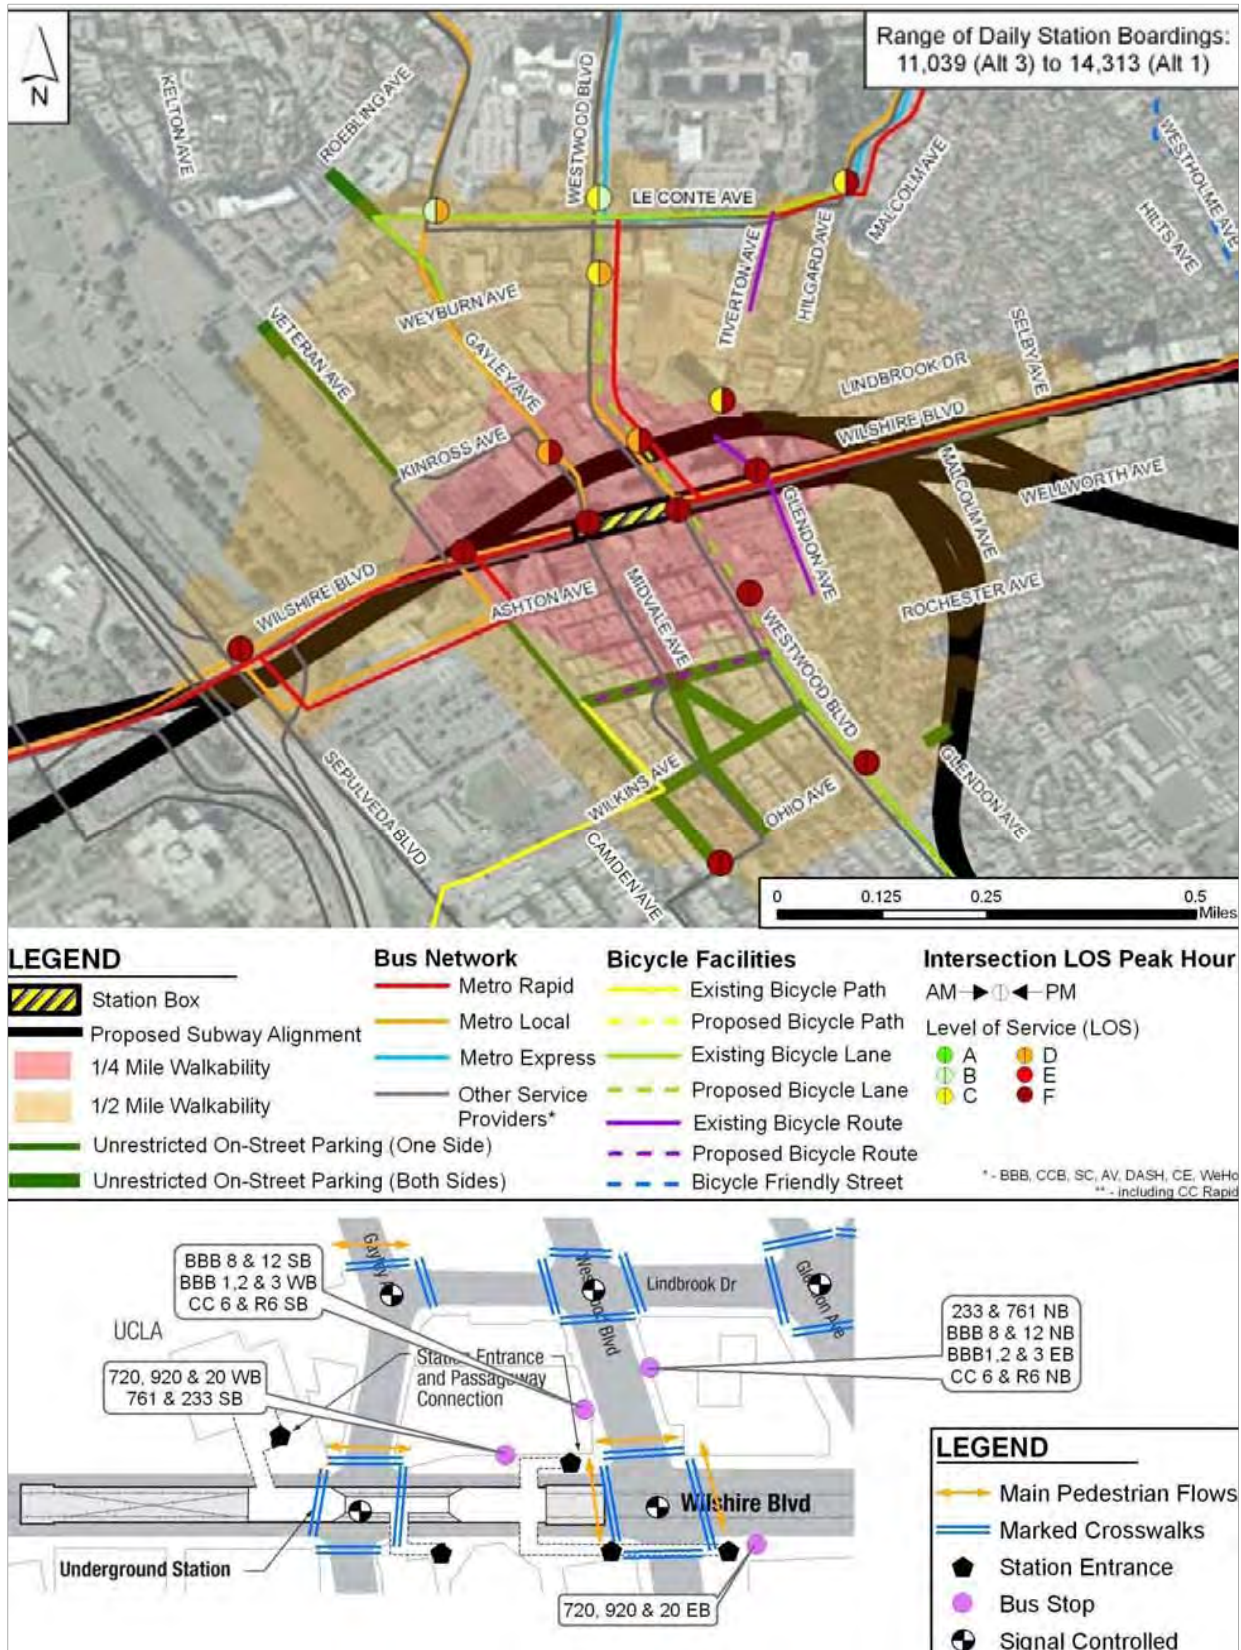 Range of Daily Station Boardings:
11,039 (Alt 3) to 14,313 (Alt 1)
N
KELTON AVE
ROEBLING AVE
WESTWOOD BLVD
LE CONTE AVE
MALCOLM AVE
WESTHOLME AVE
HILTS AVE
TIVERTON AVE
HILGARD AVE
WEYBURN AVE
VETERAN AVE
GAYLEY AVE
SELBY AVE
LINDBROOK DR
WILSHIRE BLVD
KINROSS AVE
MALCOLM AVE
WELLWORTH AVE
GLENDON AVE
WILSHIRE BLVD
ASHTON AVE
MIDVALE AVE
ROCHESTER AVE
WESTWOOD BLVD
SEPULVEDA BLVD
WILKINS AVE
GLENDON AVE
OHIO AVE
CAMDEN AVE
0 0.125 0.25 0.5
Miles
LEGEND
Station Box
Proposed Subway Alignment
1/4 Mile Walkability
1/2 Mile Walkability
Unrestricted On-Street Parking (One Side)
Unrestricted On-Street Parking (Both Sides)
Bus Network
Metro Rapid
Metro Local
Metro Express
Other Service
Providers*
Bicycle Facilities
Existing Bicycle Path
Proposed Bicycle Path
Existing Bicycle Lane
Proposed Bicycle Lane
Existing Bicycle Route
Proposed Bicycle Route
Bicycle Friendly Street
Intersection LOS Peak Hour
AM PM
Level of Service (LOS)
A D
B E
C F
* - BBB, CCB, SC, AV, DASH, CE, WeHo
** - including CC Rapid
BBB 8 & 12 SB
BBB 1,2 & 3 WB
CC 6 & R6 SB
Gayley
Westwood Blvd
Lindbrook Dr
Glendon Ave
233 & 761 NB
BBB 8 & 12 NB
BBB1,2 & 3 EB
CC 6 & R6 NB
UCLA
720, 920 & 20 WB
761 & 233 SB
Station Entrance
and Passageway
Connection
Wilshire Blvd
Underground Station
720, 920 & 20 EB
LEGEND
Main Pedestrian Flows
Marked Crosswalks
Station Entrance
Bus Stop
Signal Controlled